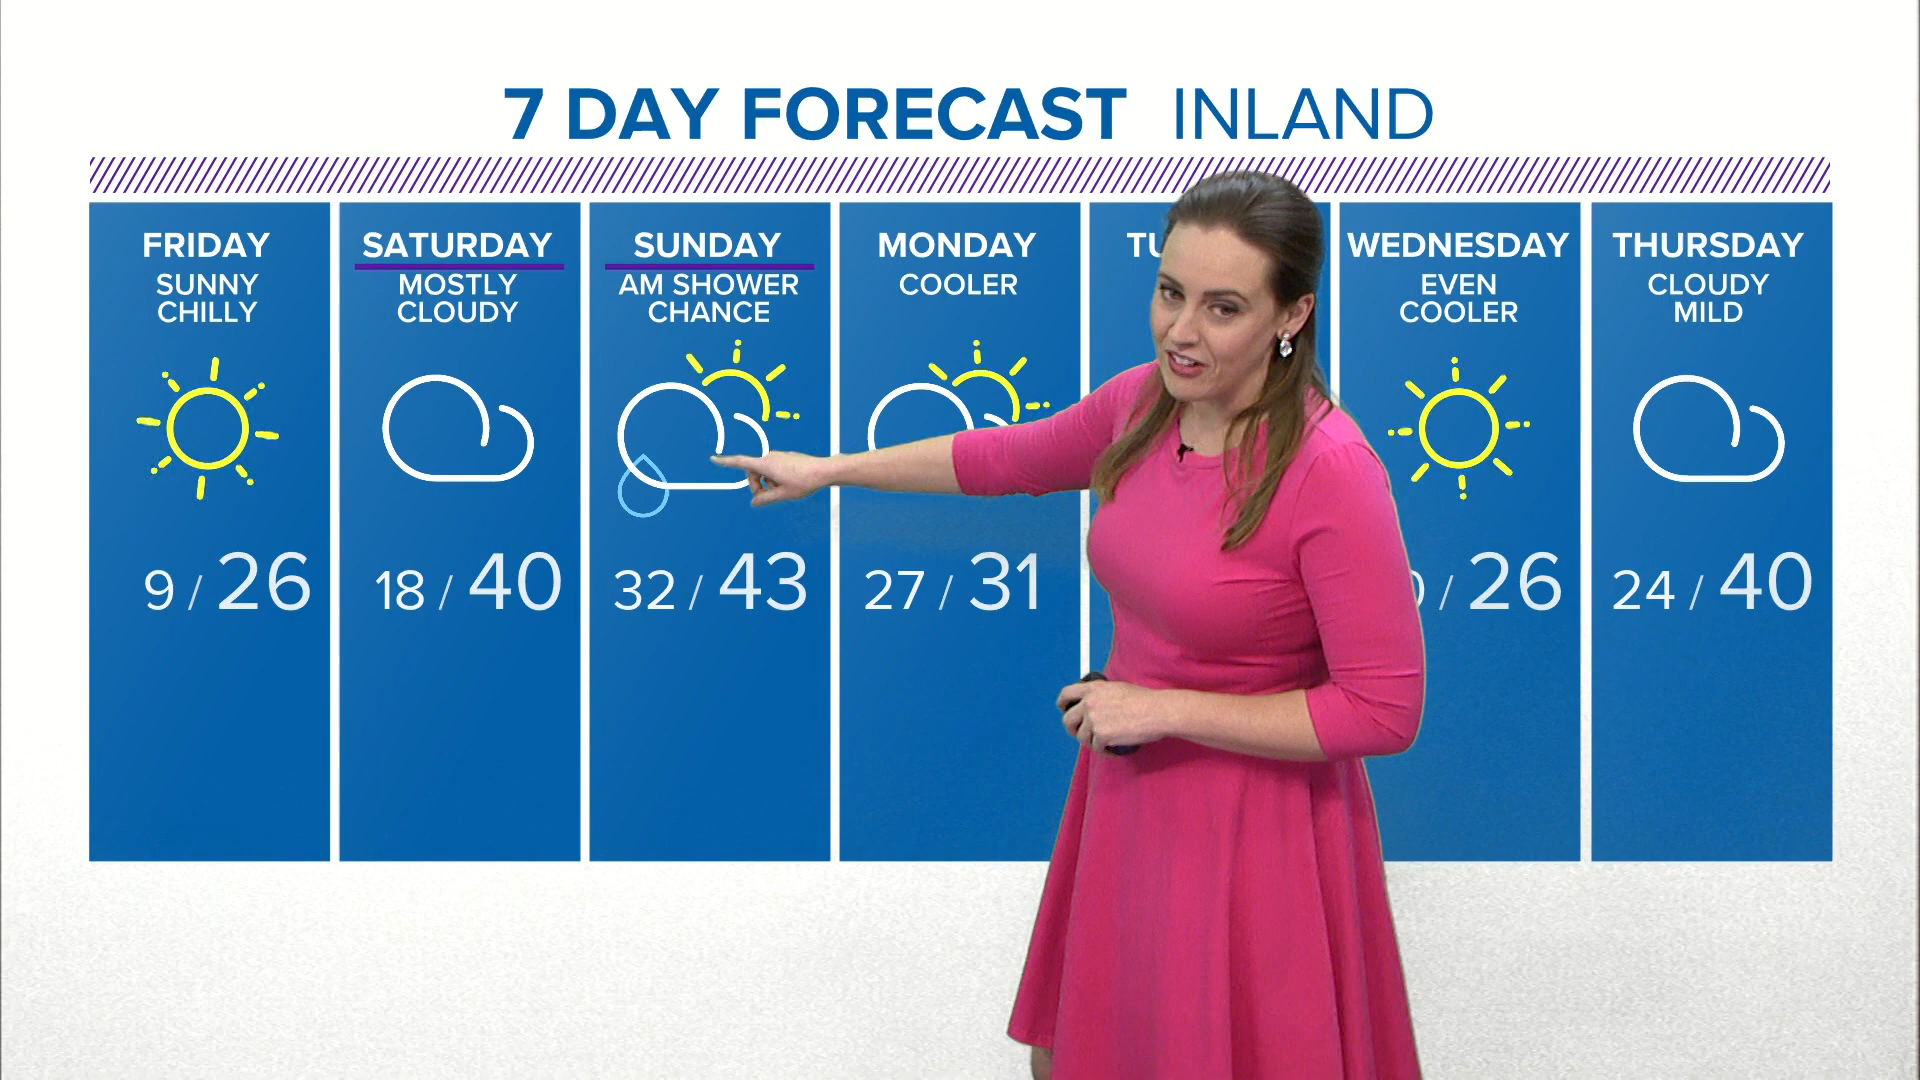 7 DAY FORECAST INLAND
FRIDAY
SUNNY
CHILLY
9 / 26
SATURDAY
MOSTLY
CLOUDY
18 / 40
SUNDAY
AM SHOWER
CHANCE
32 / 43
MONDAY
COOLER
27 / 31
WEDNESDAY
EVEN
COOLER
/ 26
THURSDAY
CLOUDY
MILD
24 / 40